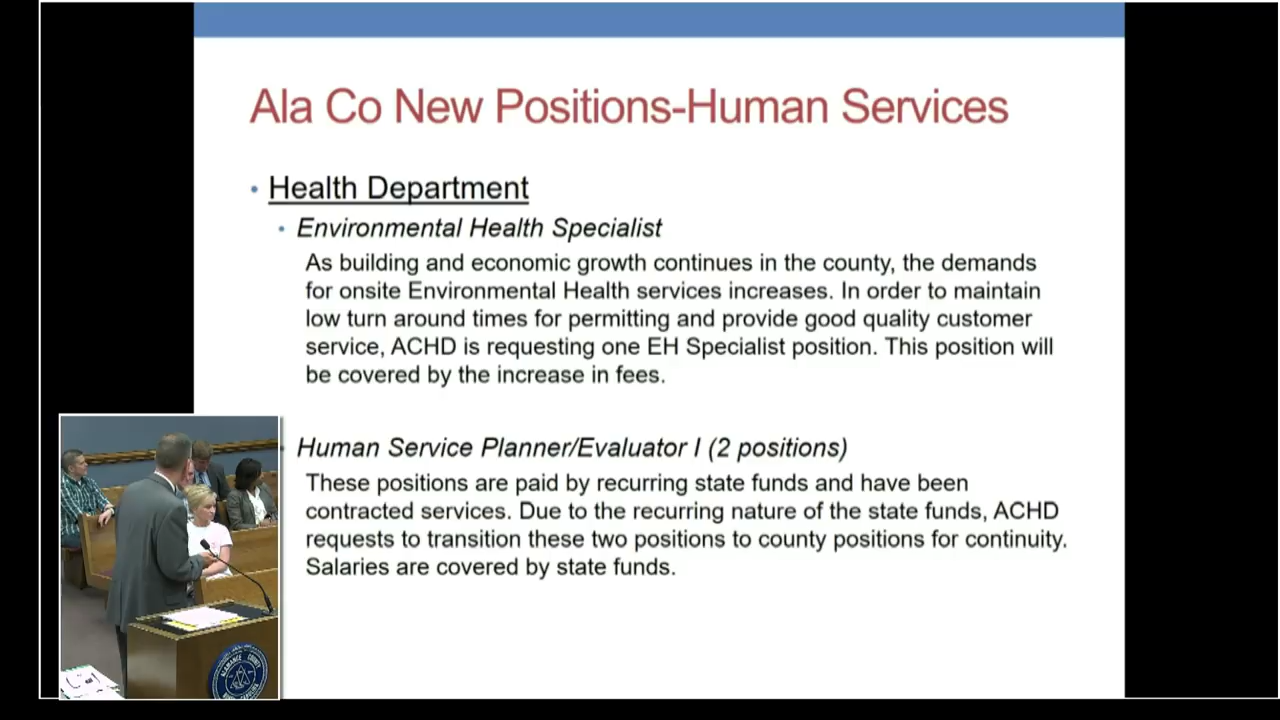 Ala Co New Positions-Human Services
• Health Department
• Environmental Health Specialist
As building and economic growth continues in the county, the demands
for onsite Environmental Health services increases. In order to maintain
low turn around times for permitting and provide good quality customer
service, ACHD is requesting one EH Specialist position. This position will
be covered by the increase in fees.
Human Service Planner/Evaluator I (2 positions)
These positions are paid by recurring state funds and have been
contracted services. Due to the recurring nature of the state funds, ACHD
requests to transition these two positions to county positions for continuity.
Salaries are covered by state funds.
ALAMANCE COUNTY